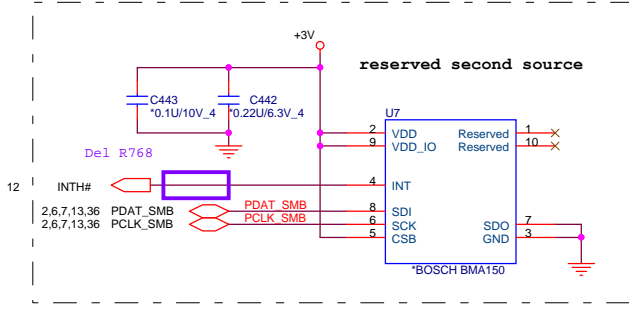 +3V
reserved second source
C443
*0.1U/10V_4
C442
*0.22U/6.3V_4
U7
2 VDD Reserved 1
9 VDD_IO Reserved 10
Del R768
12 INTH# 4 INT
2,6,7,13,36 PDAT_SMB PDAT_SMB 8 SDI
2,6,7,13,36 PCLK_SMB PCLK_SMB 6 SCK SDO 7
5 CSB GND 3
*BOSCH BMA150